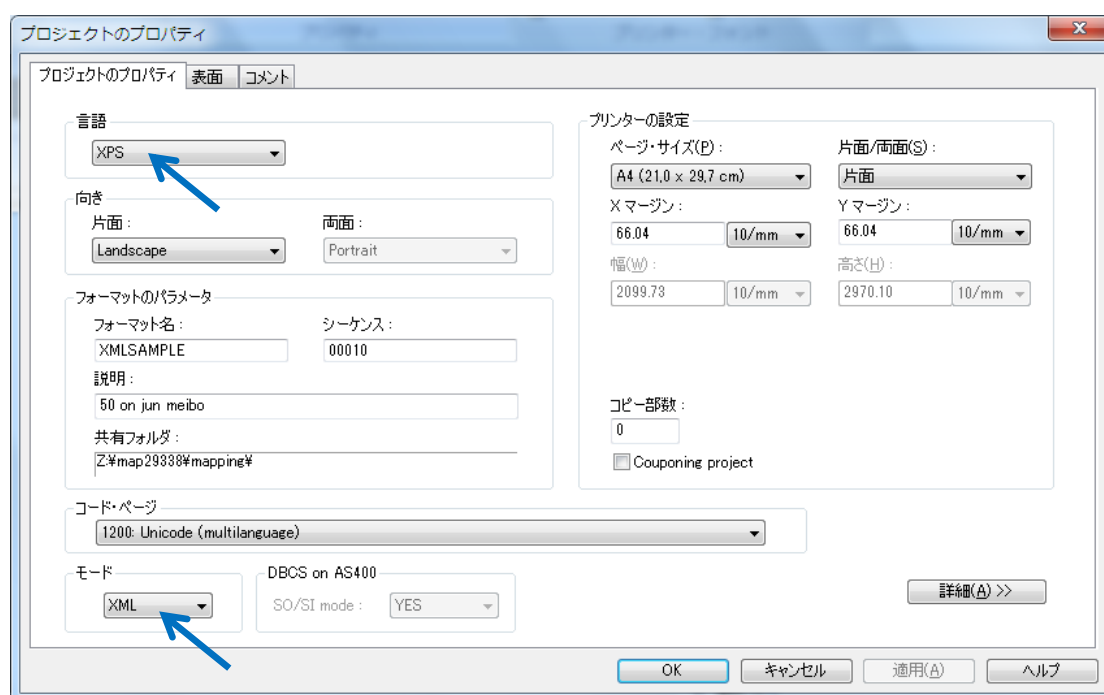 プロジェクトのプロパティ
プロジェクトのプロパティ 表面 コメント
言語
XPS
向き
片面 : 両面 :
Landscape Portrait
フォーマットのパラメータ
フォーマット名 : シーケンス :
XMLSAMPLE 00010
説明 :
50 on jun meibo
共有フォルダ :
Z:¥map29338¥mapping¥
プリンターの設定
ページ・サイズ(P) : 片面/両面(S) :
A4 (21,0 x 29,7 cm) 片面
X マージン : Y マージン :
66.04 10/mm 66.04 10/mm
幅(W) : 高さ(H) :
2099.73 10/mm 2970.10 10/mm
コピー部数 :
0
Couponing project
コード・ページ
1200: Unicode (multilanguage)
モード DBCS on AS400
XML SO/SI mode : YES
詳細(A) >>
OK キャンセル 適用(A) ヘルプ